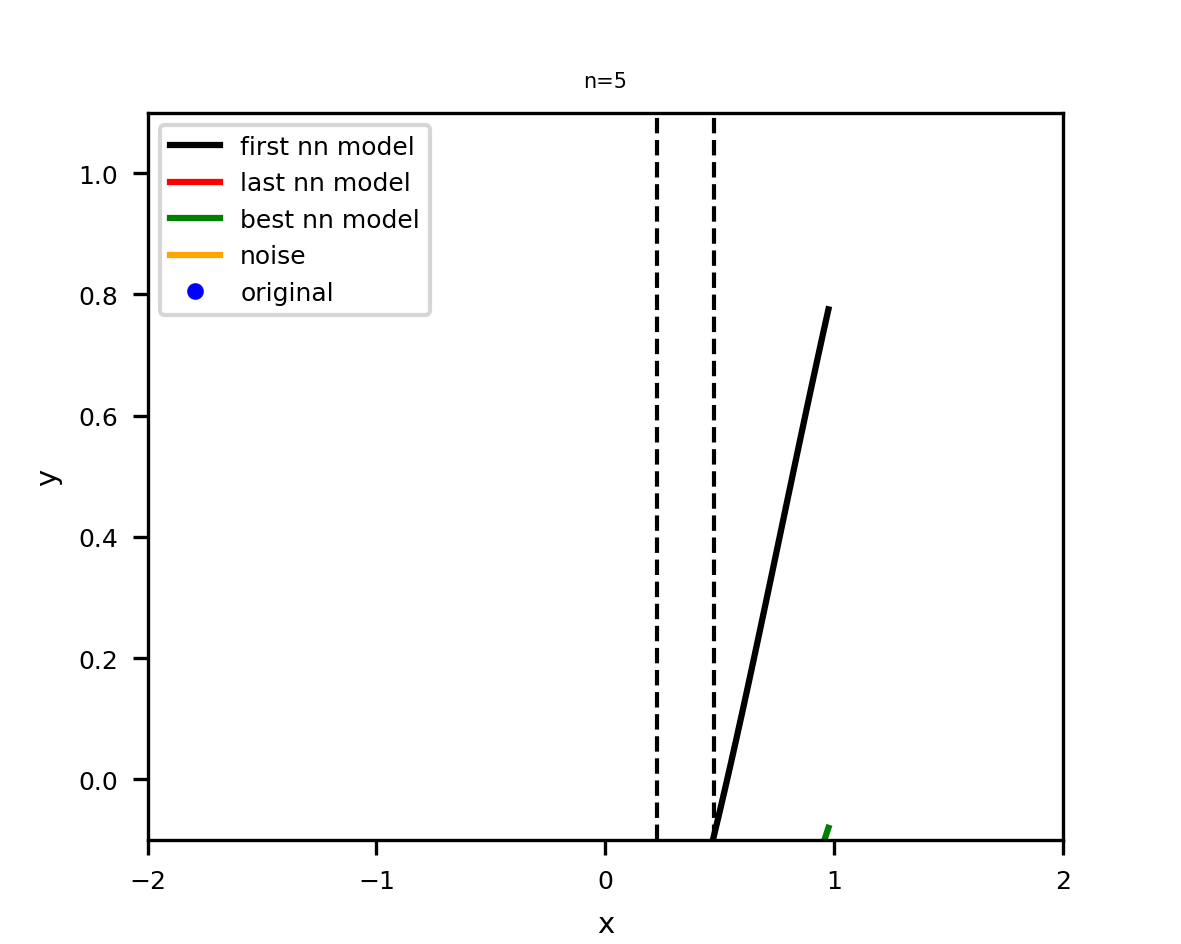 n=5
first nn model
last nn model
best nn model
noise
original
1.0
0.8
0.6
0.4
0.2
0.0
y
−2
−1
0
1
2
x